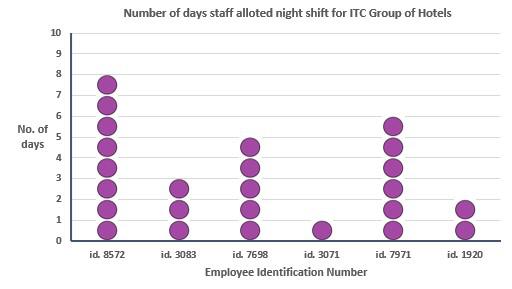 Number of days staff alloted night shift for ITC Group of Hotels
10
9
8
7
6
5
4
3
2
1
0
No. of
days
id. 8572 id. 3083 id. 7698 id. 3071 id. 7971 id. 1920
Employee Identification Number